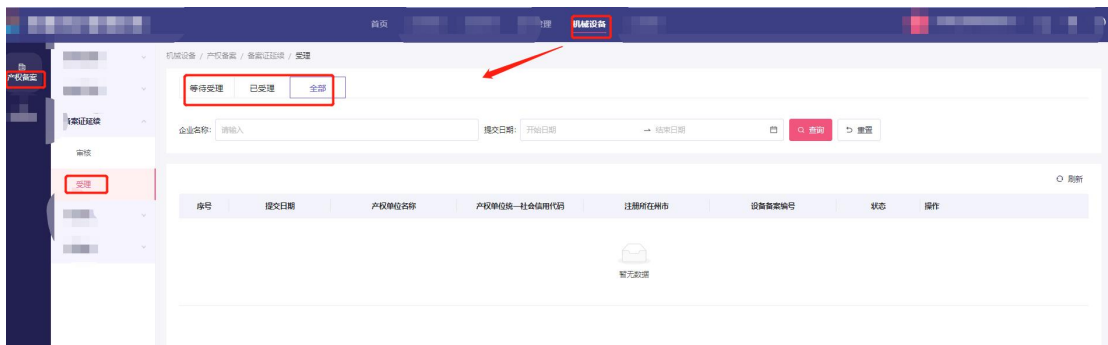 首页
理
机械设备
产权备案
机械设备 / 产权备案 / 备案证延续 / 受理
等待受理 已受理 全部
备案证延续
企业名称: 请输入 提交日期: 开始日期 → 结束日期 查询 重置
审核
受理
刷新
序号 提交日期 产权单位名称 产权单位统一社会信用代码 注册所在州市 设备备案编号 状态 操作
暂无数据